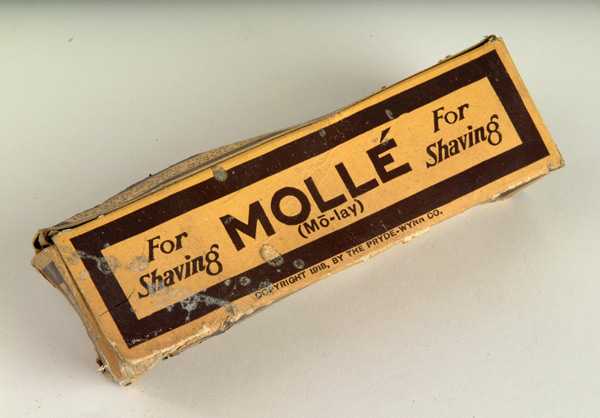 For
Shaving
MOLLÉ
(Mō-lay)
For
Shaving
COPYRIGHT 1918, BY THE PRYDE-WYNN CO.